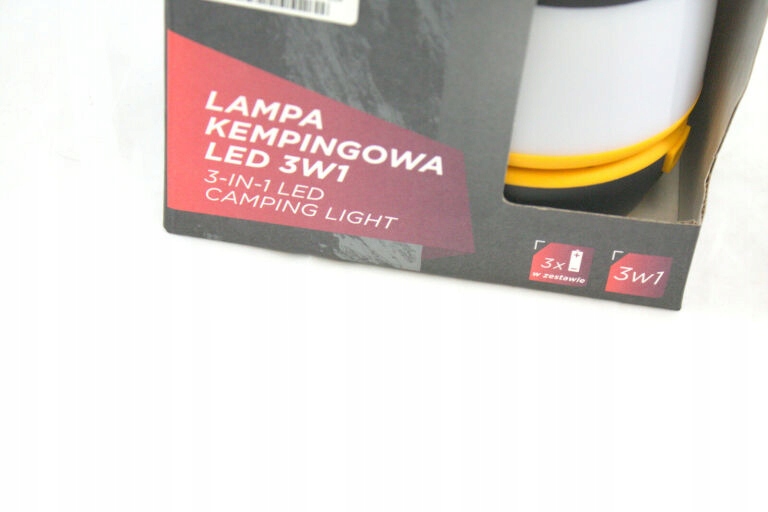 LAMPA
KEMPINGOWA
LED 3W1
3-IN-1 LED
CAMPING LIGHT
3x
w zestawie
3w1